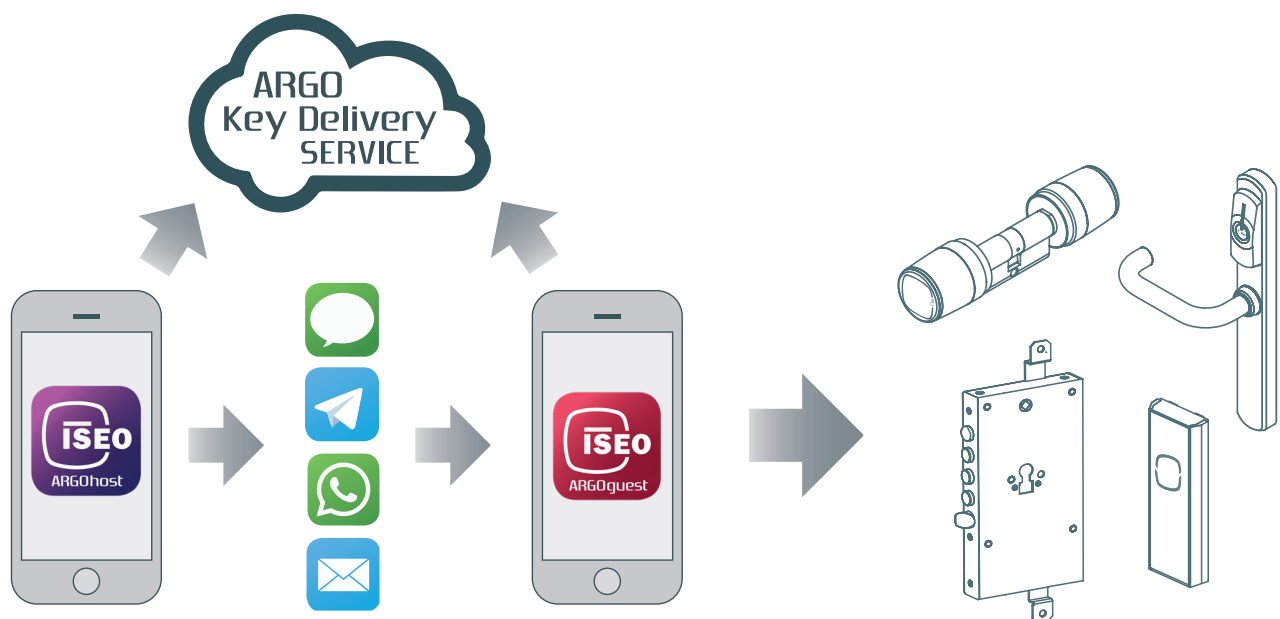 ARGO
Key Delivery
SERVICE
ISEO
ARGOhost
ISEO
ARGOguest